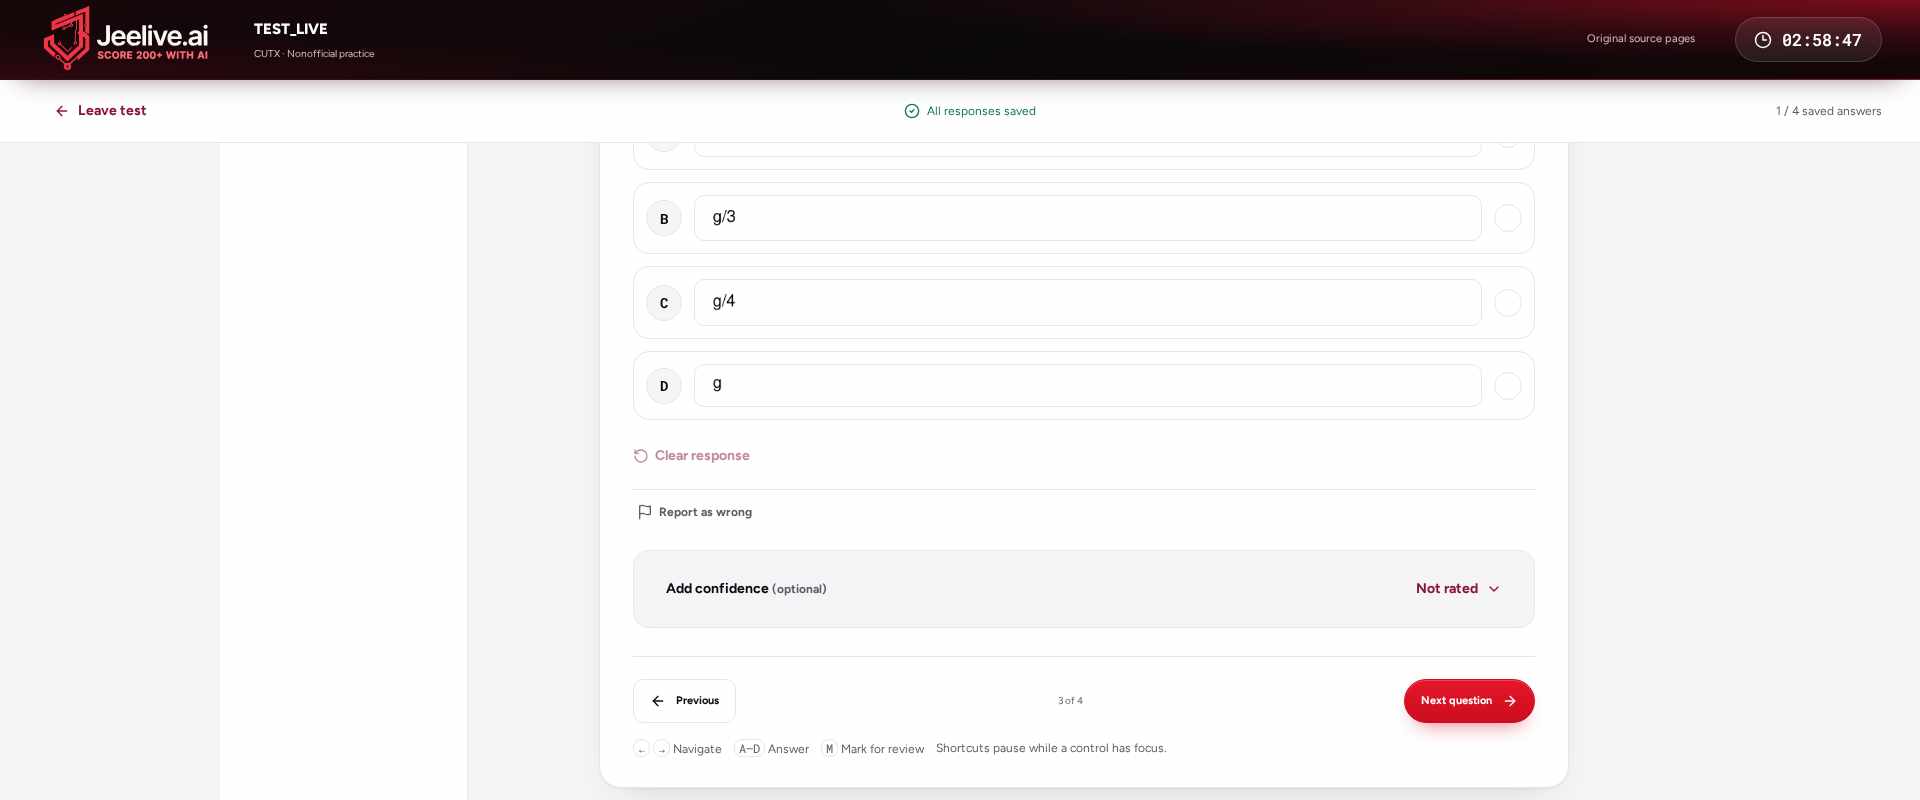 Jeelive.ai
SCORE 200+ WITH AI
TEST_LIVE
CUTX · Nonofficial practice
Original source pages
02:58:47
Leave test
All responses saved
1 / 4 saved answers
B
g/3
C
g/4
D
g
Clear response
Report as wrong
Add confidence (optional)
Not rated
Previous
3 of 4
Next question
← → Navigate A–D Answer M Mark for review Shortcuts pause while a control has focus.